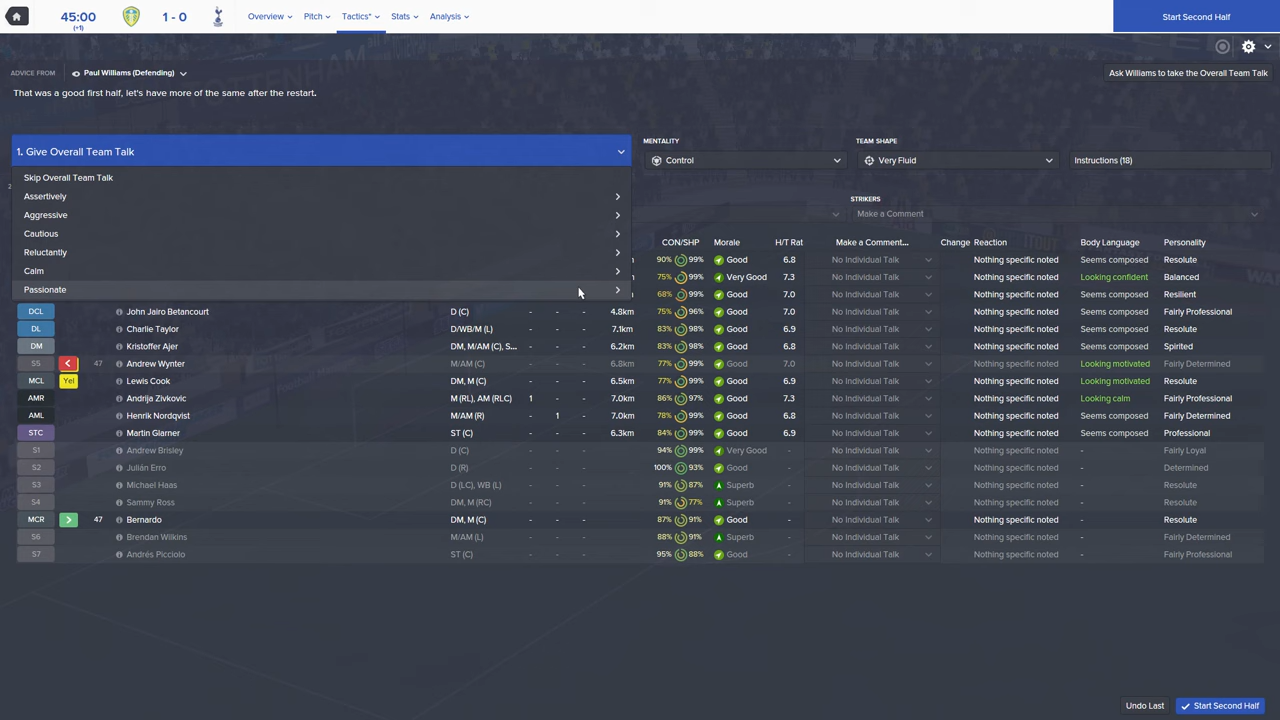 45:00
(+1)
1 - 0
Overview
Pitch
Tactics*
Stats
Analysis
Start Second Half
ADVICE FROM
Paul Williams (Defending)
Ask Williams to take the Overall Team Talk
That was a good first half, let's have more of the same after the restart.
1. Give Overall Team Talk
MENTALITY
TEAM SHAPE
Control
Very Fluid
Instructions (18)
Skip Overall Team Talk
Assertively
Aggressive
Cautious
Reluctantly
Calm
Passionate
STRIKERS
Make a Comment
CON/SHP Morale H/T Rat Make a Comment... Change Reaction Body Language Personality
90% 99% Good 6.8 No Individual Talk Nothing specific noted Seems composed Resolute
75% 99% Very Good 7.3 No Individual Talk Nothing specific noted Looking confident Balanced
68% 99% Good 7.0 No Individual Talk Nothing specific noted Seems composed Resilient
DCL John Jairo Betancourt D (C) - - - 4.8km 75% 96% Good 7.0 No Individual Talk Nothing specific noted Seems composed Fairly Professional
DL Charlie Taylor D/WB/M (L) - - - 7.1km 83% 98% Good 6.9 No Individual Talk Nothing specific noted Seems composed Resolute
DM Kristoffer Ajer DM, M/AM (C), S... - - - 6.2km 83% 98% Good 6.8 No Individual Talk Nothing specific noted Seems composed Spirited
S5 47 Andrew Wynter M/AM (C) - - - 6.8km 77% 99% Good 7.0 No Individual Talk Nothing specific noted Looking motivated Fairly Determined
MCL Yel Lewis Cook DM, M (C) - - - 6.5km 77% 99% Good 6.9 No Individual Talk Nothing specific noted Looking motivated Resolute
AMR Andrija Zivkovic M (RL), AM (RLC) 1 - - 7.0km 86% 97% Good 7.3 No Individual Talk Nothing specific noted Looking calm Fairly Professional
AML Henrik Nordqvist M/AM (R) - 1 - 7.0km 78% 99% Good 6.8 No Individual Talk Nothing specific noted Seems composed Fairly Determined
STC Martin Glarner ST (C) - - - 6.3km 84% 99% Good 6.9 No Individual Talk Nothing specific noted Seems composed Professional
S1 Andrew Brisley D (C) - - - 94% 99% Very Good - No Individual Talk Nothing specific noted - Fairly Loyal
S2 Julián Erro D (R) - - - 100% 93% Good - No Individual Talk Nothing specific noted - Determined
S3 Michael Haas D (LC), WB (L) - - - 91% 87% Superb - No Individual Talk Nothing specific noted - Resolute
S4 Sammy Ross DM, M (RC) - - - 91% 77% Superb - No Individual Talk Nothing specific noted - Resolute
MCR 47 Bernardo DM, M (C) - - - 87% 91% Good - No Individual Talk Nothing specific noted - Resolute
S6 Brendan Wilkins M/AM (L) - - - 88% 91% Superb - No Individual Talk Nothing specific noted - Fairly Determined
S7 Andrés Picciolo ST (C) - - - 95% 88% Good - No Individual Talk Nothing specific noted - Fairly Professional
Undo Last
Start Second Half